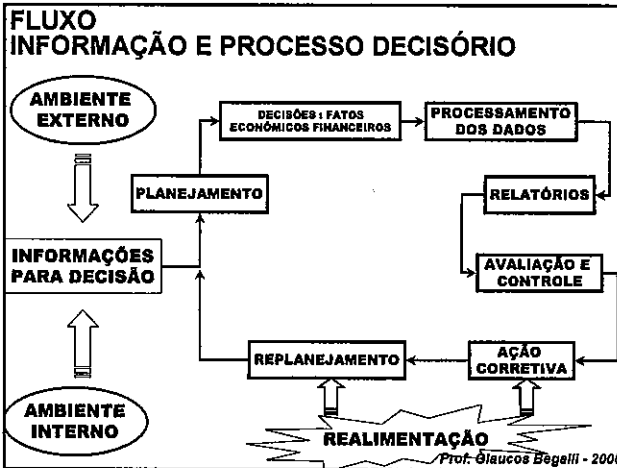 FLUXO
INFORMAÇÃO E PROCESSO DECISÓRIO
AMBIENTE
EXTERNO
DECISÕES : FATOS
ECONÔMICOS FINANCEIROS
PROCESSAMENTO
DOS DADOS
PLANEJAMENTO
RELATÓRIOS
INFORMAÇÕES
PARA DECISÃO
AVALIAÇÃO E
CONTROLE
REPLANEJAMENTO
AÇÃO
CORRETIVA
AMBIENTE
INTERNO
REALIMENTAÇÃO
Prof. Glaucos Begalli - 2006